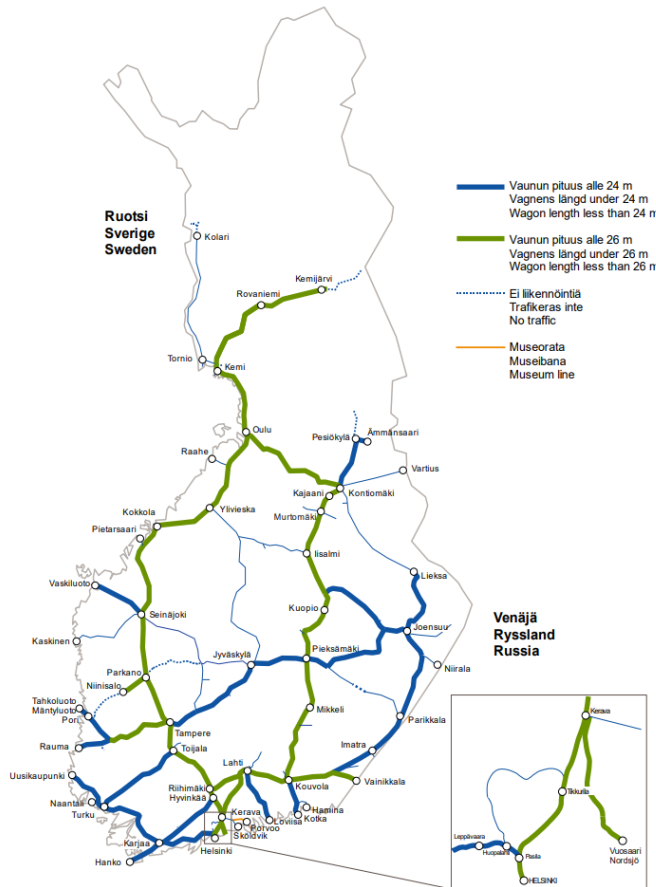 Ruotsi
Sverige
Sweden
Kolari
Kemijärvi
Rovaniemi
Tornio
Kemi
Vaunun pituus alle 24 m
Vagnens längd under 24 m
Wagon length less than 24 m
Vaunun pituus alle 26 m
Vagnens längd under 26 m
Wagon length less than 26 m
Ei liikennöintiä
Trafikeras inte
No traffic
Museorata
Museibana
Museum line
Oulu
Pesiökylä
Ämmänsaari
Raahe
Vartius
Kajaani
Kontiomäki
Ylivieska
Murtomäki
Kokkola
Pietarsaari
Iisalmi
Lieksa
Vaskiluoto
Kuopio
Seinäjoki
Joensuu
Venäjä
Ryssland
Russia
Kaskinen
Jyväskylä
Pieksämäki
Niirala
Parkano
Niinisalo
Tahkoluoto
Mäntyluoto
Pori
Mikkeli
Parikkala
Tampere
Rauma
Toijala
Imatra
Lahti
Uusikaupunki
Riihimäki
Hyvinkää
Kouvola
Vainikkala
Naantali
Turku
Kerava
Porvoo
Sköldvik
Loviisa
Hamina
Kotka
Karjaa
Helsinki
Hanko
Kerava
Tikkurila
Leppävaara
Huopalahti
Pasila
Vuosaari
Nordsjö
HELSINKI